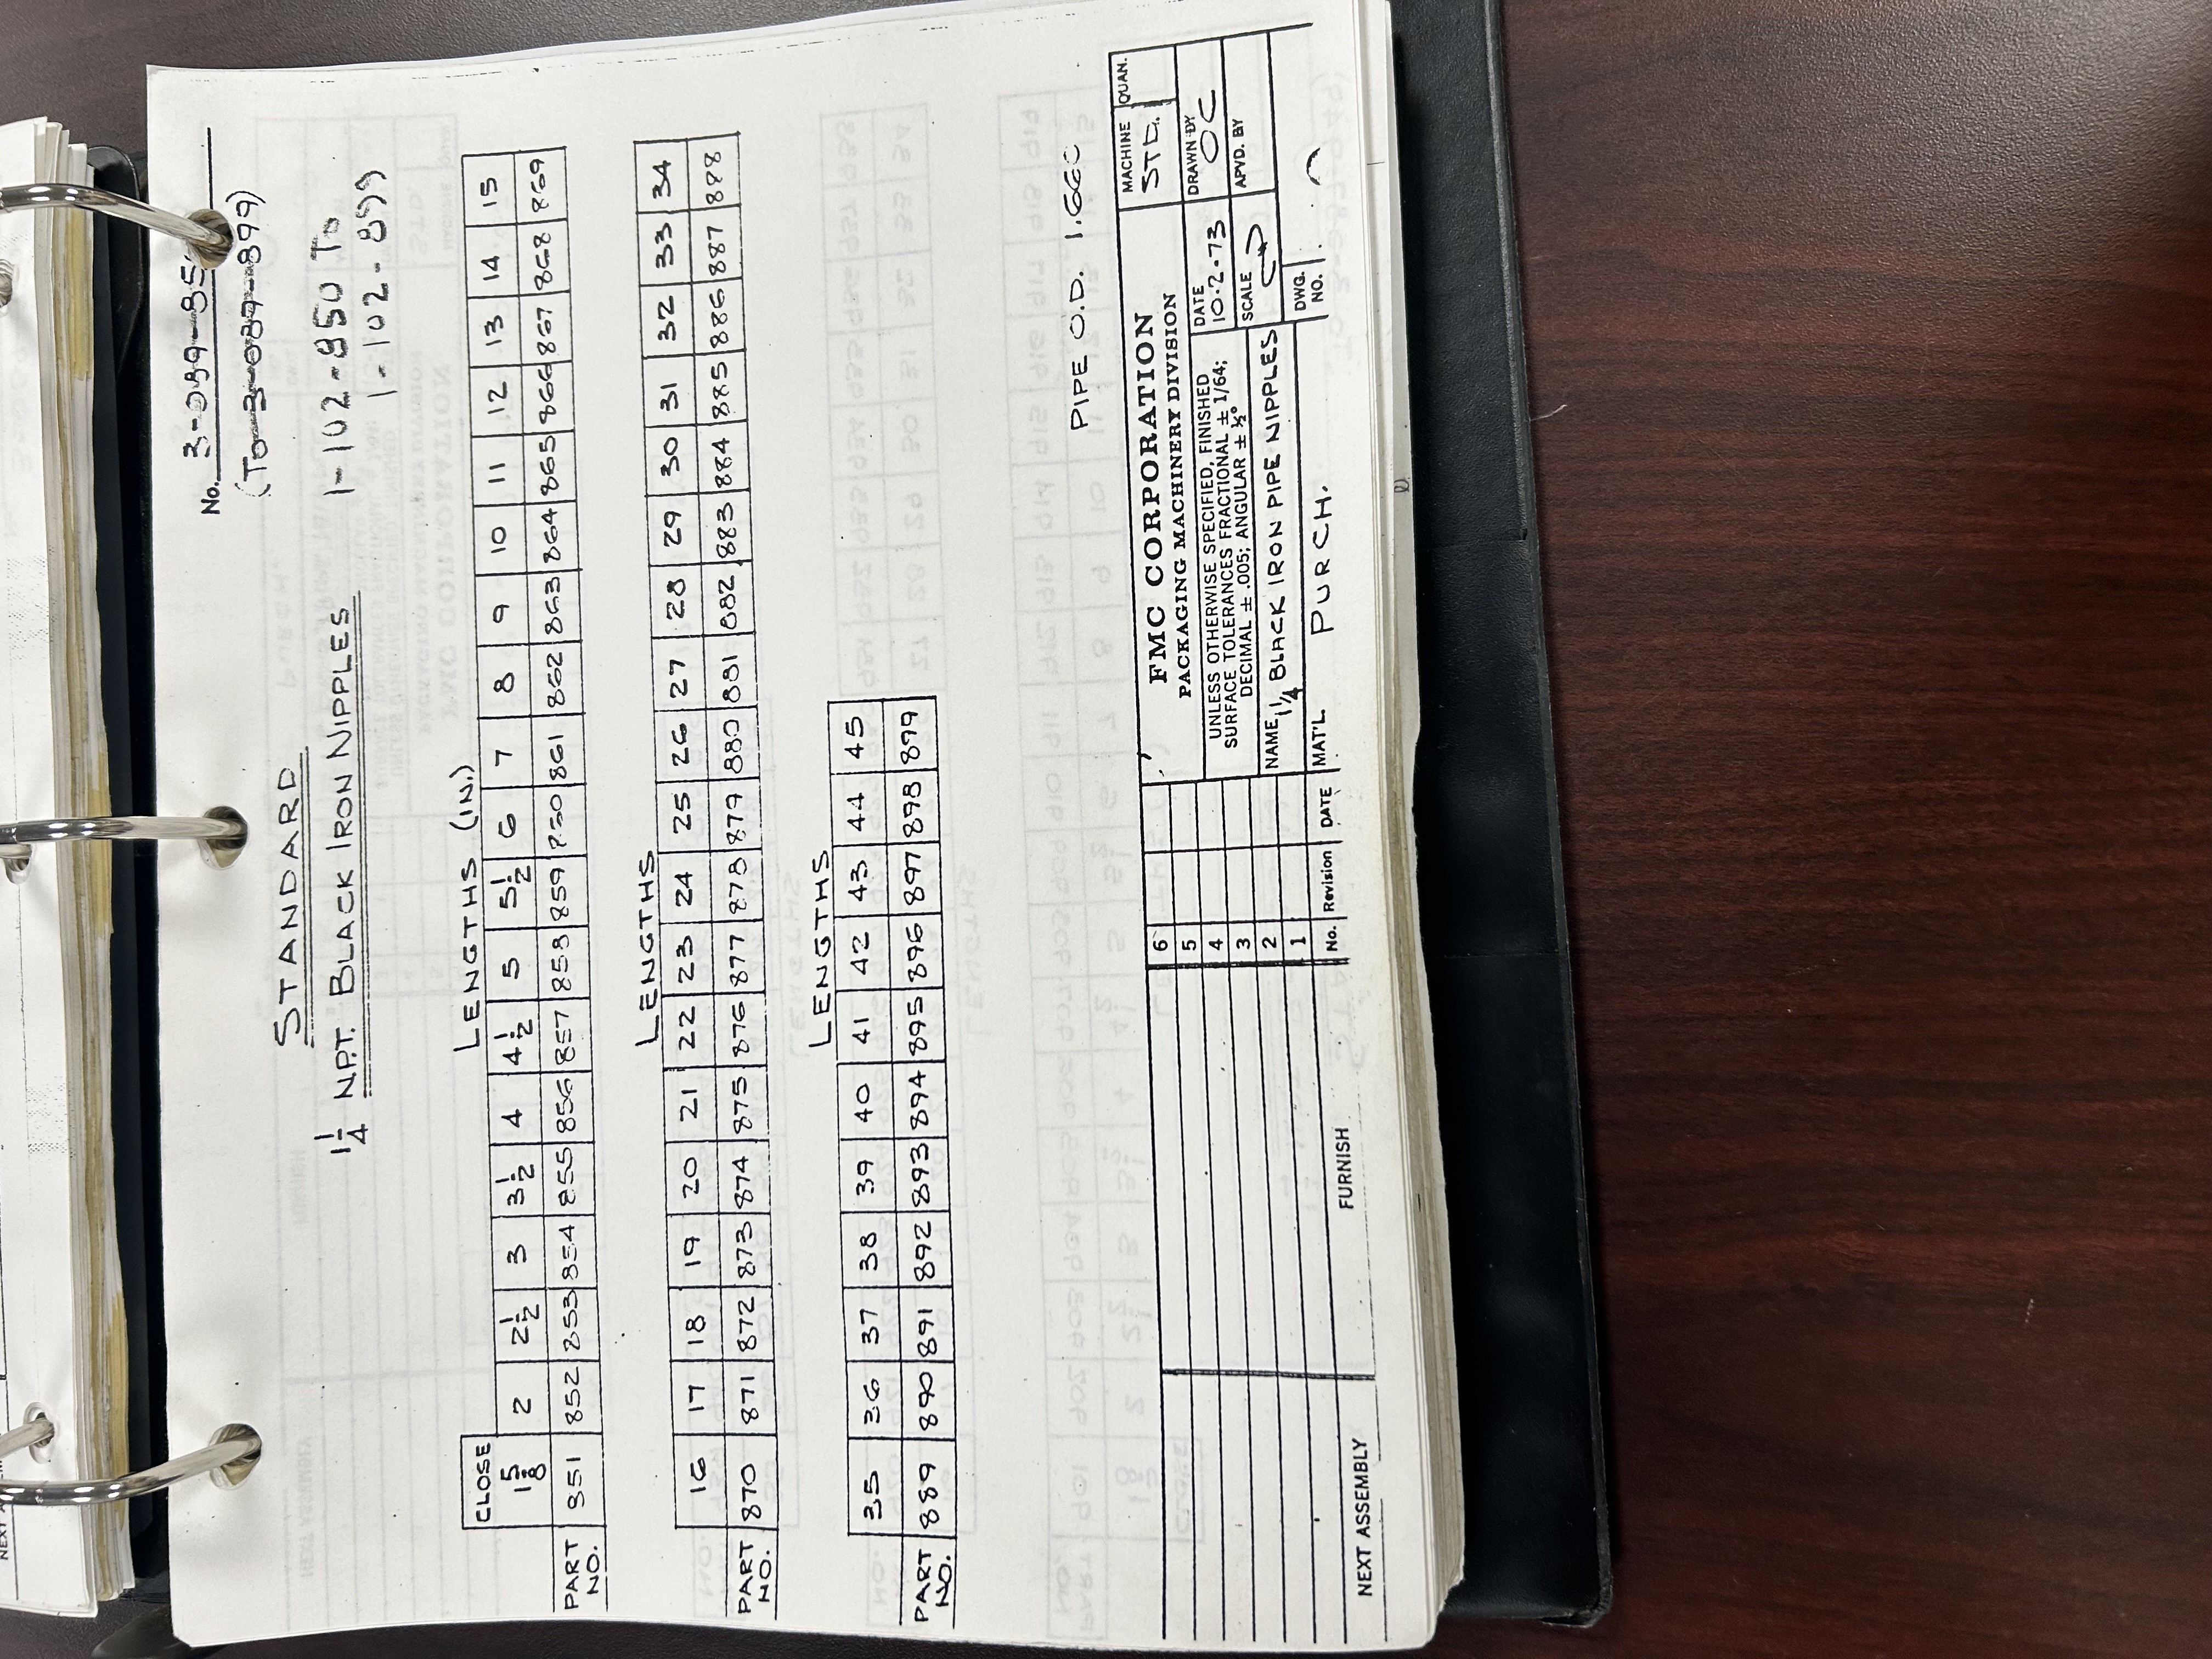 No. 3-087-85
(To 3-087-899)
STANDARD
1 1/4 N.P.T. BLACK IRON NIPPLES
1-102-850 To
1-102-899
LENGTHS (IN.)
CLOSE
1 5/8 2 2 1/2 3 3 1/2 4 4 1/2 5 5 1/2 6 7 8 9 10 11 12 13 14 15
PART NO. 851 852 853 854 855 856 857 858 859 860 861 862 863 864 865 866 867 868 869
LENGTHS
16 17 18 19 20 21 22 23 24 25 26 27 28 29 30 31 32 33 34
PART NO. 870 871 872 873 874 875 876 877 878 879 880 881 882 883 884 885 886 887 888
LENGTHS
35 36 37 38 39 40 41 42 43 44 45
PART NO. 889 890 891 892 893 894 895 896 897 898 899
PIPE O.D. 1.660
6
5
4
3
2
1
No. Revision DATE
NEXT ASSEMBLY
FURNISH
FMC CORPORATION
PACKAGING MACHINERY DIVISION
MACHINE
STD.
QUAN.
UNLESS OTHERWISE SPECIFIED, FINISHED
SURFACE TOLERANCES FRACTIONAL ± 1/64;
DECIMAL ± .005; ANGULAR ± ½°
DATE
10-2-73
DRAWN BY
OC
SCALE
APVD. BY
NAME 1 1/4 BLACK IRON PIPE NIPPLES
MAT'L. PURCH.
DWG.
NO.